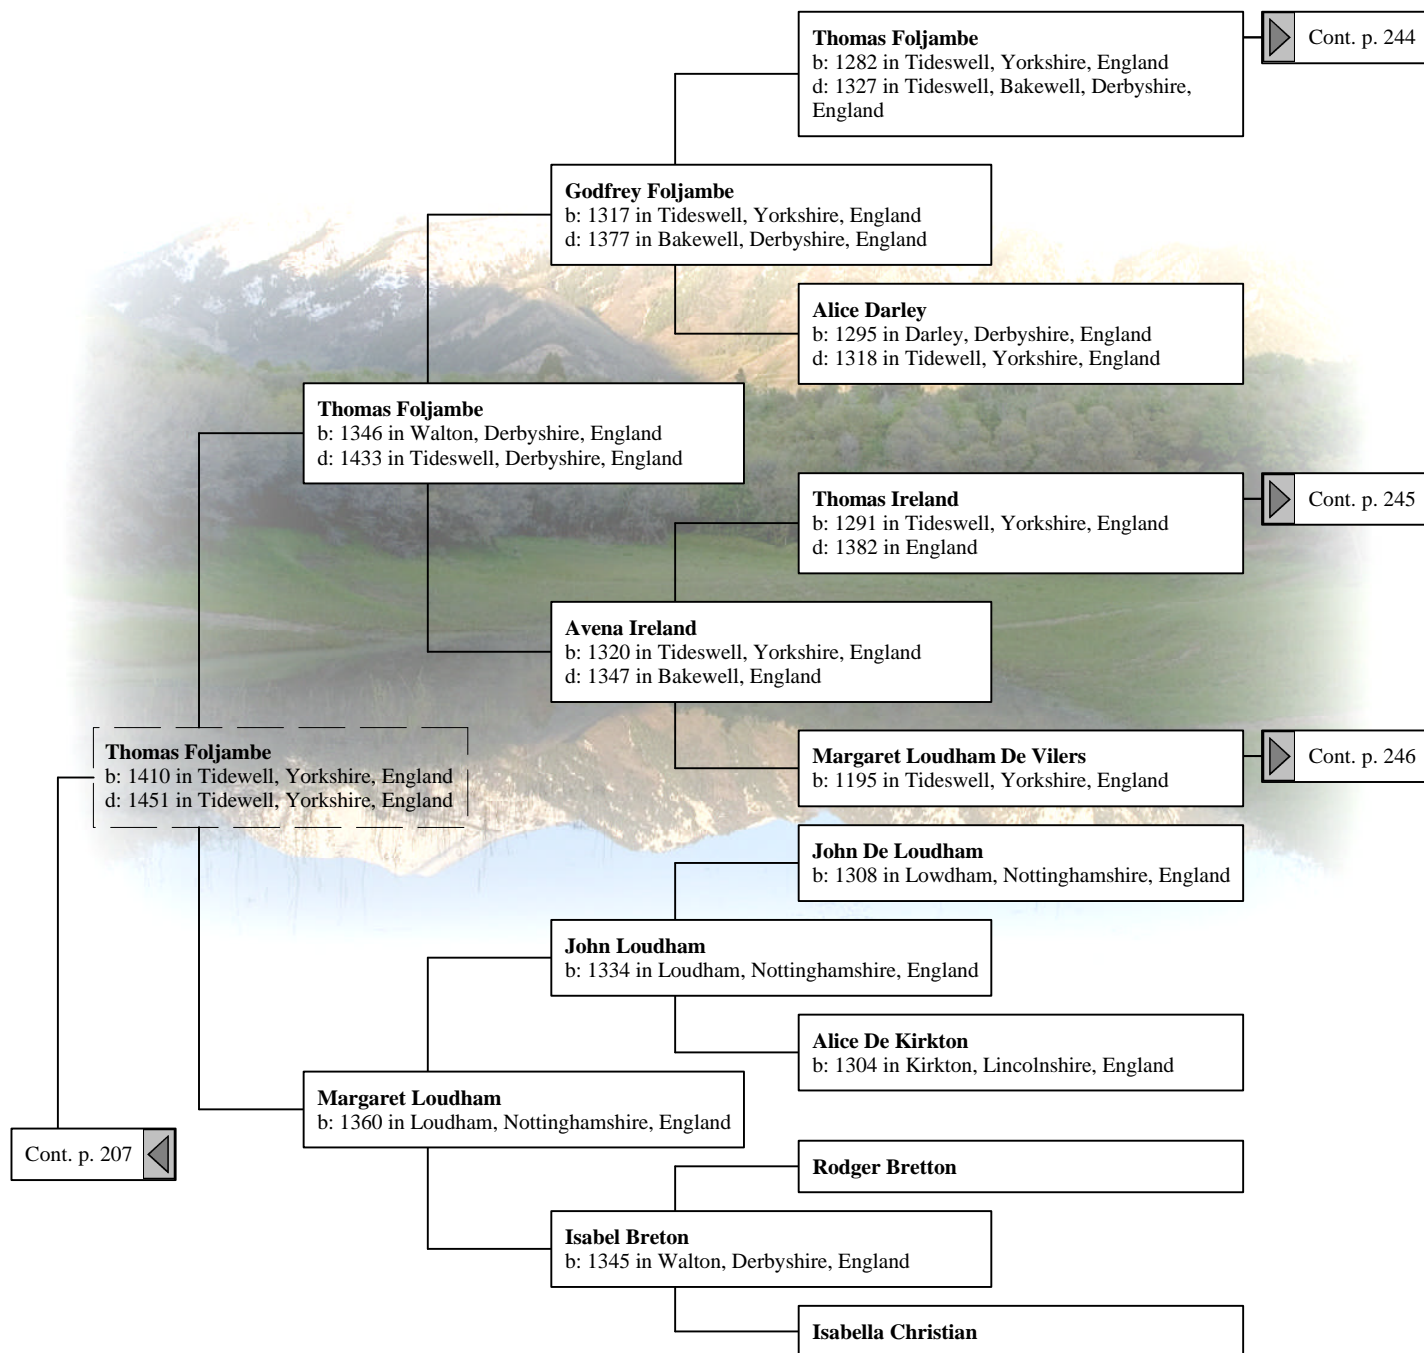 Thomas Foljambe
b: 1282 in Tideswell, Yorkshire, England
d: 1327 in Tideswell, Bakewell, Derbyshire,
England
Cont. p. 244
Godfrey Foljambe
b: 1317 in Tideswell, Yorkshire, England
d: 1377 in Bakewell, Derbyshire, England
Alice Darley
b: 1295 in Darley, Derbyshire, England
d: 1318 in Tidewell, Yorkshire, England
Thomas Foljambe
b: 1346 in Walton, Derbyshire, England
d: 1433 in Tideswell, Derbyshire, England
Thomas Ireland
b: 1291 in Tideswell, Yorkshire, England
d: 1382 in England
Cont. p. 245
Avena Ireland
b: 1320 in Tideswell, Yorkshire, England
d: 1347 in Bakewell, England
Thomas Foljambe
b: 1410 in Tidewell, Yorkshire, England
d: 1451 in Tidewell, Yorkshire, England
Margaret Loudham De Vilers
b: 1195 in Tideswell, Yorkshire, England
Cont. p. 246
John De Loudham
b: 1308 in Lowdham, Nottinghamshire, England
John Loudham
b: 1334 in Loudham, Nottinghamshire, England
Alice De Kirkton
b: 1304 in Kirkton, Lincolnshire, England
Margaret Loudham
b: 1360 in Loudham, Nottinghamshire, England
Cont. p. 207
Rodger Bretton
Isabel Breton
b: 1345 in Walton, Derbyshire, England
Isabella Christian